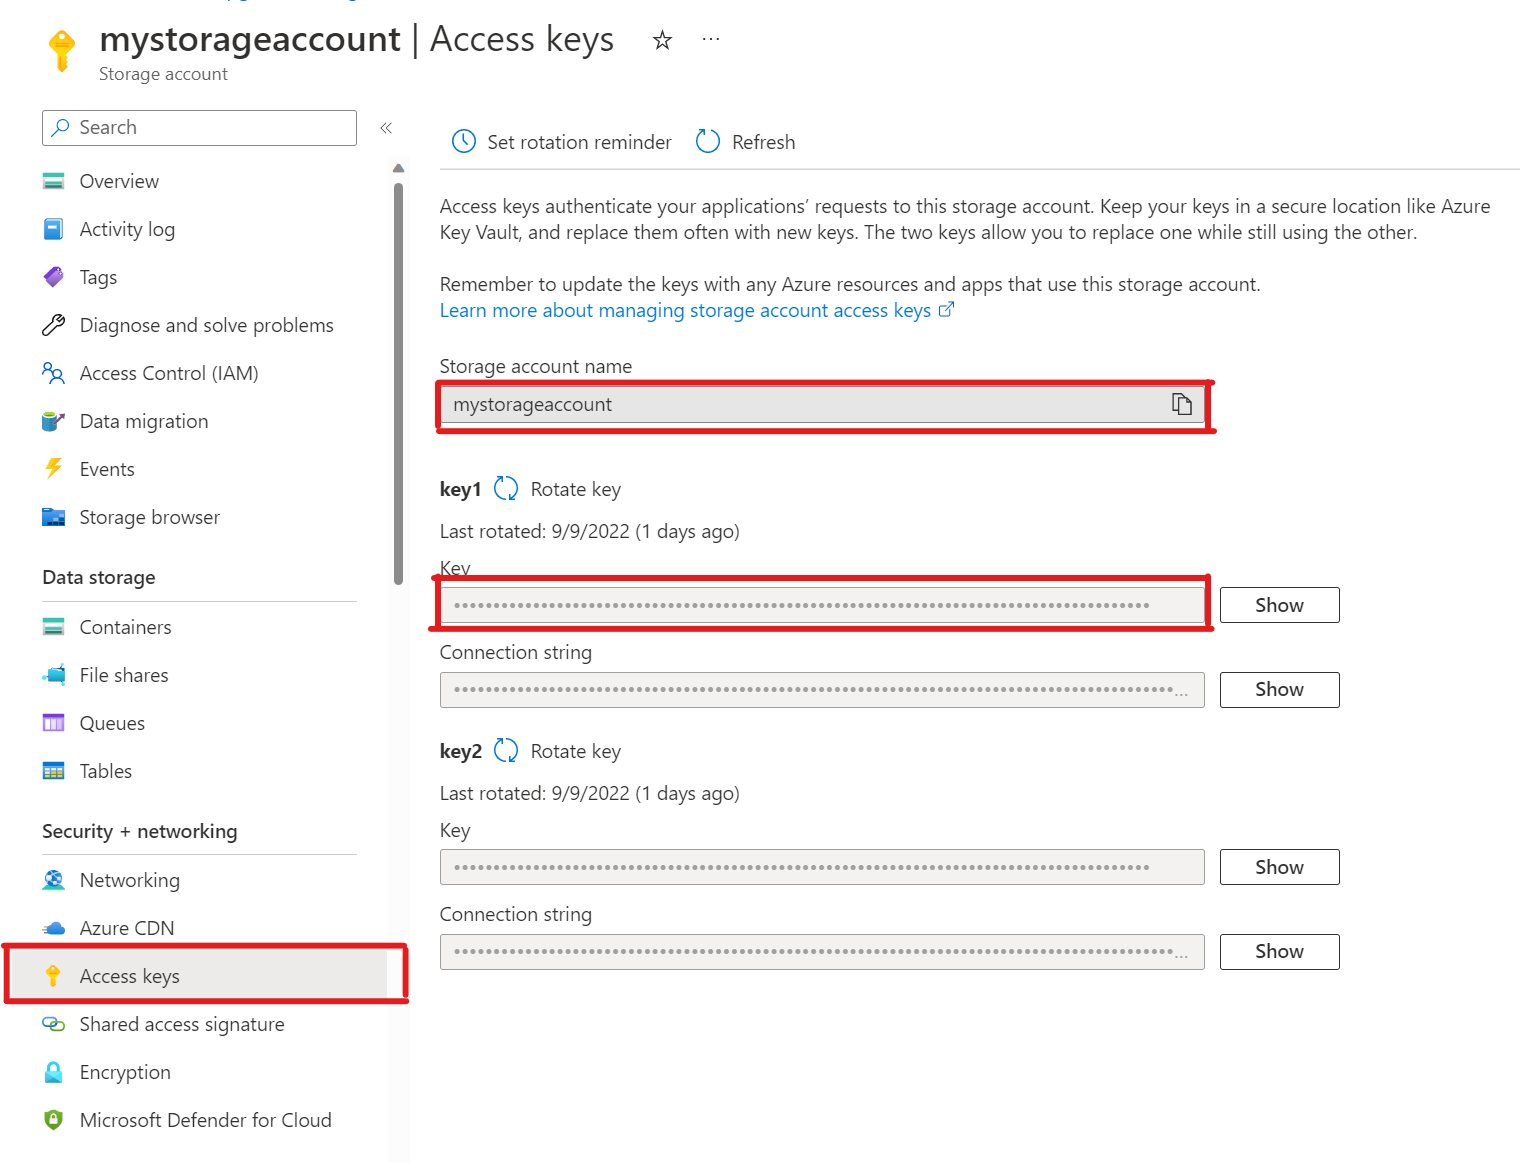 mystorageaccount | Access keys
Storage account
Search
Overview
Activity log
Tags
Diagnose and solve problems
Access Control (IAM)
Data migration
Events
Storage browser
Data storage
Containers
File shares
Queues
Tables
Security + networking
Networking
Azure CDN
Access keys
Shared access signature
Encryption
Microsoft Defender for Cloud
Set rotation reminder
Refresh
Access keys authenticate your applications’ requests to this storage account. Keep your keys in a secure location like Azure
Key Vault, and replace them often with new keys. The two keys allow you to replace one while still using the other.
Remember to update the keys with any Azure resources and apps that use this storage account.
Learn more about managing storage account access keys
Storage account name
mystorageaccount
key1 Rotate key
Last rotated: 9/9/2022 (1 days ago)
Key
Show
Connection string
Show
key2 Rotate key
Last rotated: 9/9/2022 (1 days ago)
Key
Show
Connection string
Show